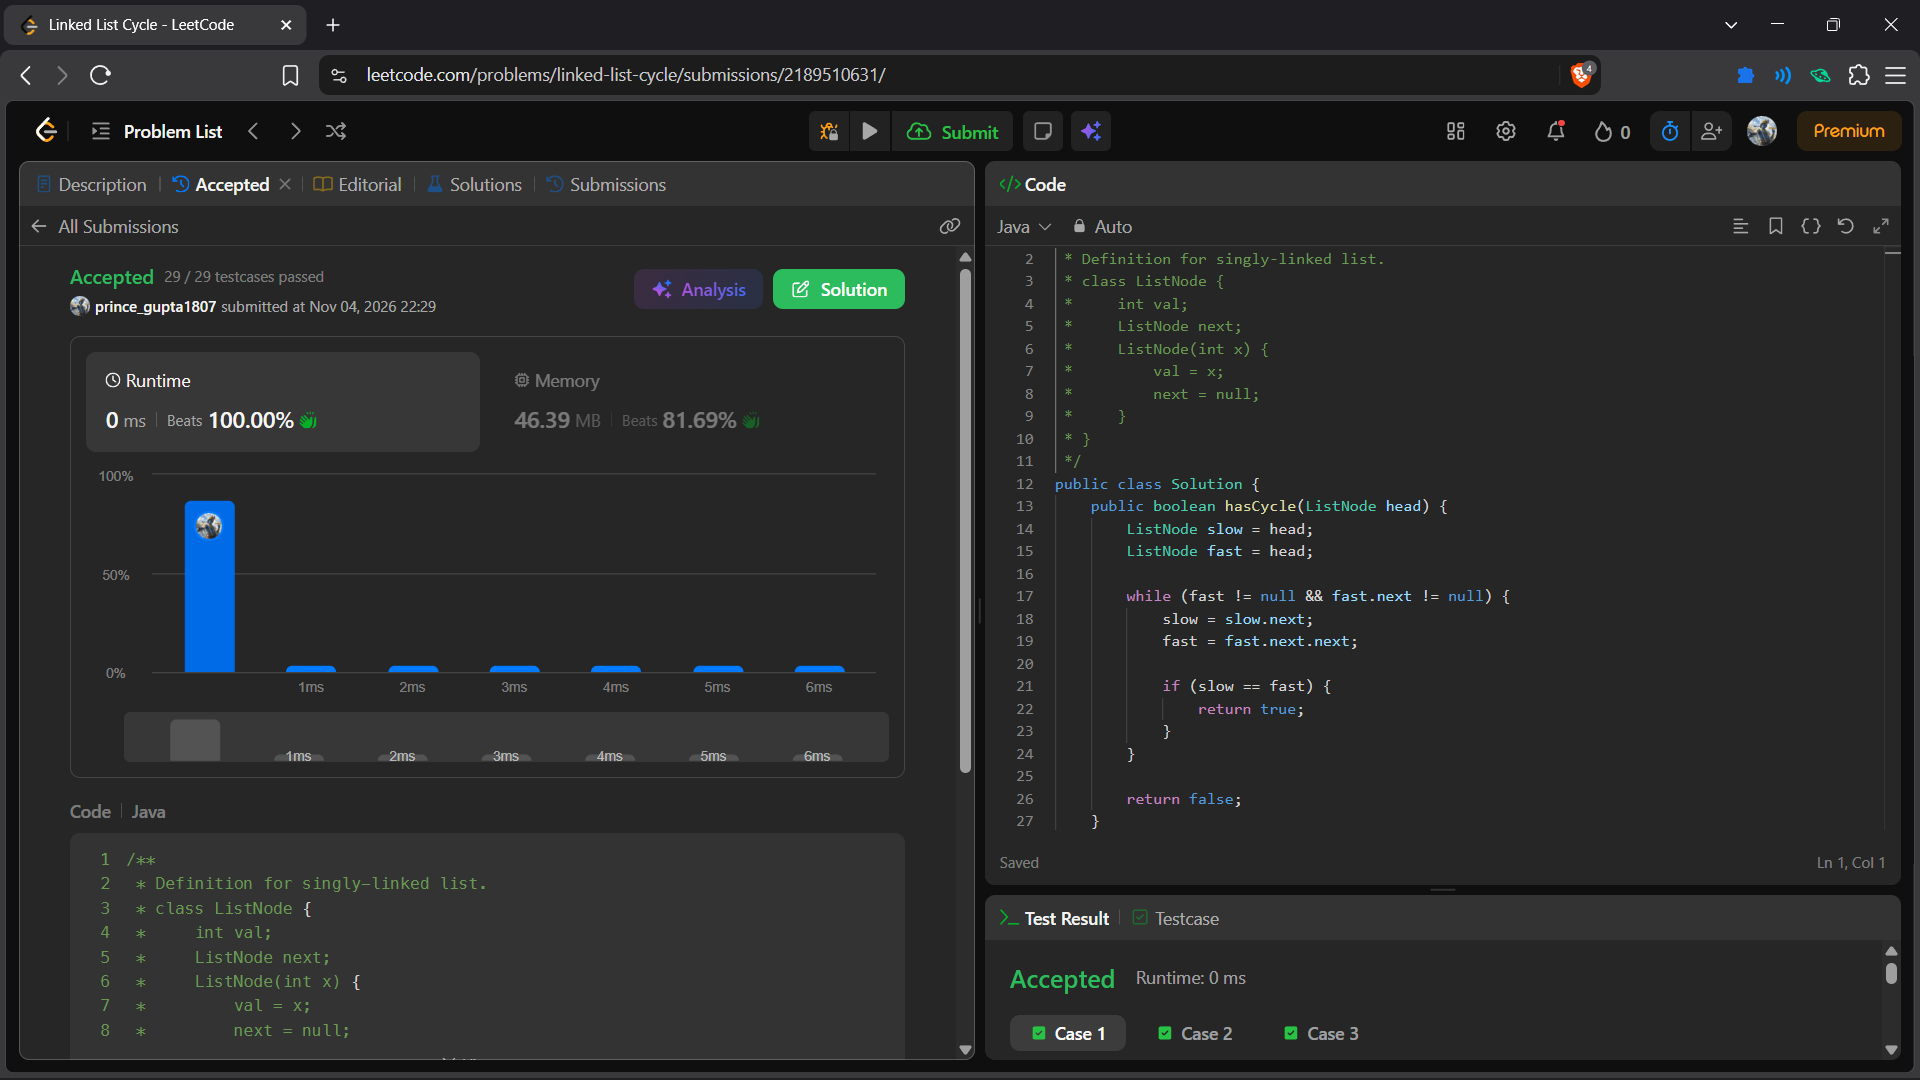 Linked List Cycle - LeetCode
leetcode.com/problems/linked-list-cycle/submissions/2189510631/
4
Problem List
Submit
0
Premium
Description
Accepted
Editorial
Solutions
Submissions
All Submissions
Accepted 29 / 29 testcases passed
prince_gupta1807 submitted at Nov 04, 2026 22:29
Analysis
Solution
Runtime
0 ms Beats 100.00%
Memory
46.39 MB Beats 81.69%
100%
50%
0%
1ms 2ms 3ms 4ms 5ms 6ms
1ms 2ms 3ms 4ms 5ms 6ms
Code Java
1 /**
2 * Definition for singly-linked list.
3 * class ListNode {
4 * int val;
5 * ListNode next;
6 * ListNode(int x) {
7 * val = x;
8 * next = null;
</> Code
Java Auto
2 * Definition for singly-linked list.
3 * class ListNode {
4 * int val;
5 * ListNode next;
6 * ListNode(int x) {
7 * val = x;
8 * next = null;
9 * }
10 * }
11 */
12 public class Solution {
13 public boolean hasCycle(ListNode head) {
14 ListNode slow = head;
15 ListNode fast = head;
16
17 while (fast != null && fast.next != null) {
18 slow = slow.next;
19 fast = fast.next.next;
20
21 if (slow == fast) {
22 return true;
23 }
24 }
25
26 return false;
27 }
Saved
Ln 1, Col 1
Test Result
Testcase
Accepted Runtime: 0 ms
Case 1 Case 2 Case 3